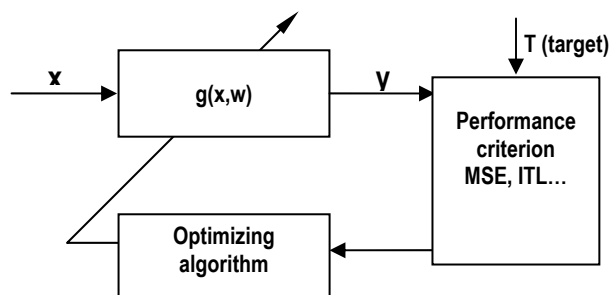 T (target)
x
g(x,w)
y
Performance
criterion
MSE, ITL…
Optimizing
algorithm